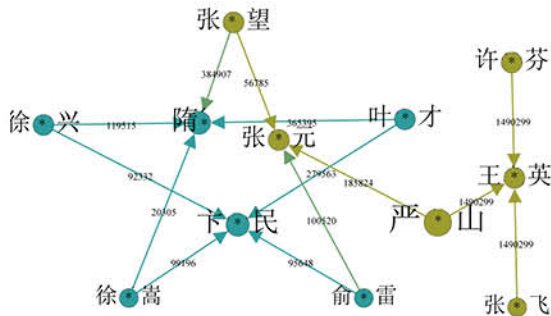 张*望
384907
56785
许*芬
徐*兴
119515
隋*
365395
叶*才
张*元
92332
279563
185824
王*英
20305
卞*民
严*山
1490299
1490299
100520
99196
95648
1490299
徐*嵩
俞*雷
张*飞